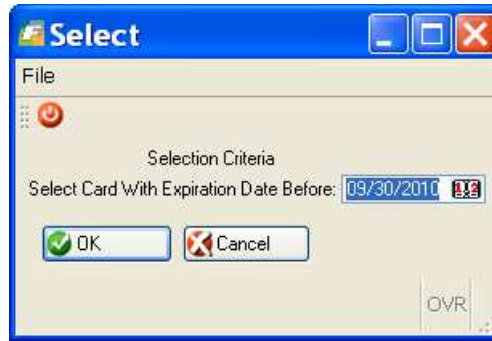 Select
File
Selection Criteria
Select Card With Expiration Date Before: 09/30/2010
OK Cancel
OVR